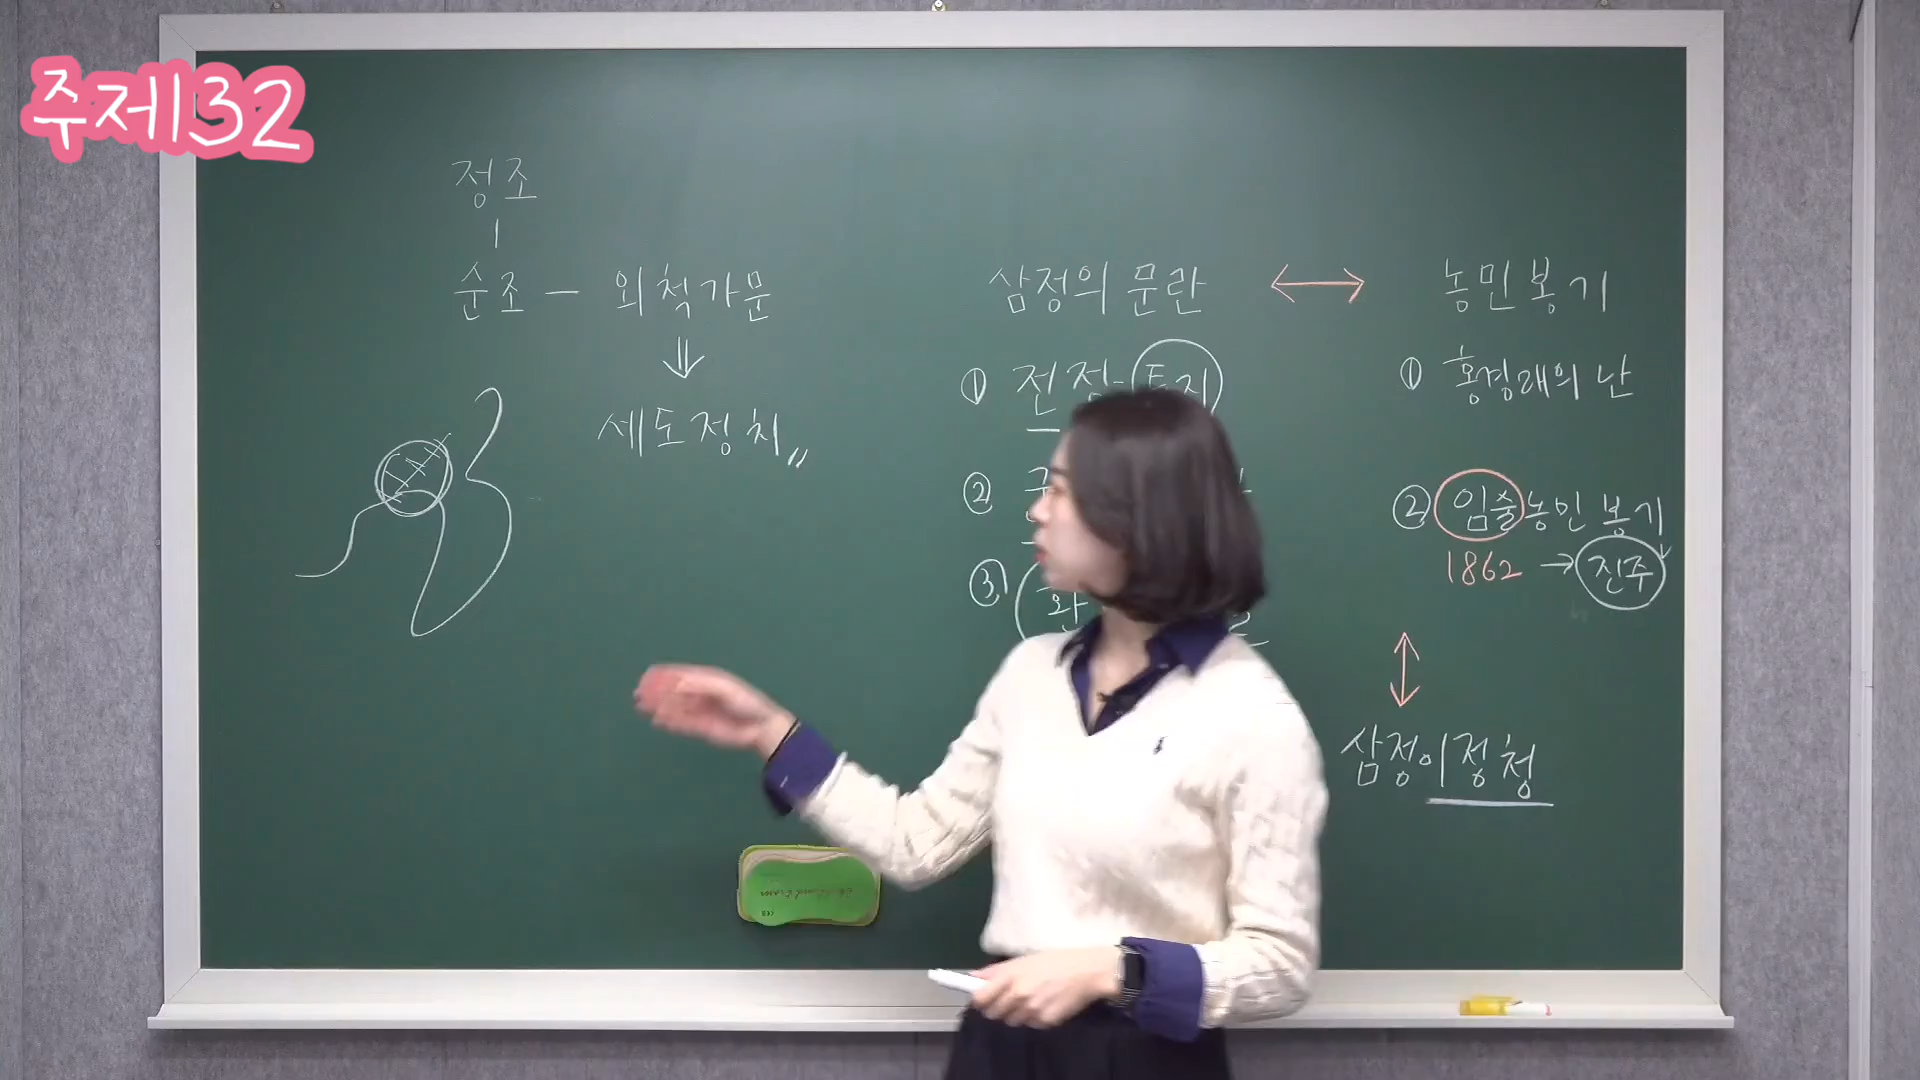 주제132
정조
순조 - 외척가문
⇓
세도정치〃
삼정의 문란 ↔ 농민봉기
① 전정-토지
②
③ 환
① 홍경래의 난
② 임술농민 봉기
1862 → 진주
↕
삼정이정청